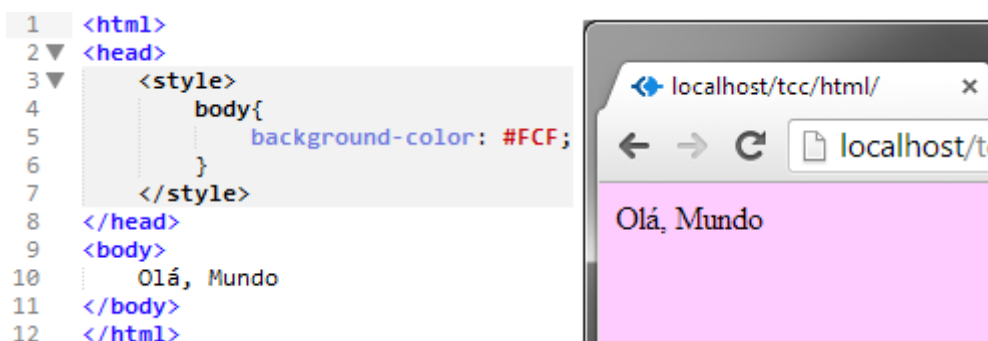 1 <html>
2 <head>
3 <style>
4 body{
5 background-color: #FCF;
6 }
7 </style>
8 </head>
9 <body>
10 Olá, Mundo
11 </body>
12 </html>
localhost/tcc/html/ ×
localhost/t
Olá, Mundo